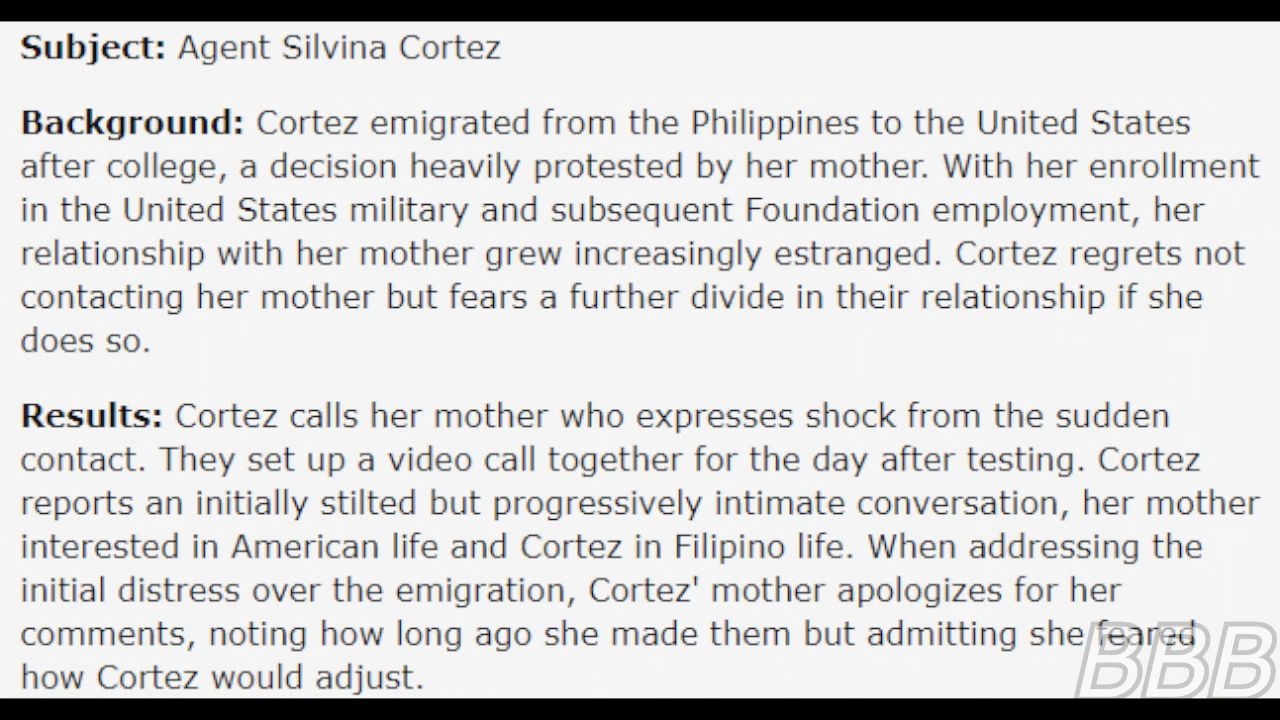 Subject: Agent Silvina Cortez
Background: Cortez emigrated from the Philippines to the United States
after college, a decision heavily protested by her mother. With her enrollment
in the United States military and subsequent Foundation employment, her
relationship with her mother grew increasingly estranged. Cortez regrets not
contacting her mother but fears a further divide in their relationship if she
does so.
Results: Cortez calls her mother who expresses shock from the sudden
contact. They set up a video call together for the day after testing. Cortez
reports an initially stilted but progressively intimate conversation, her mother
interested in American life and Cortez in Filipino life. When addressing the
initial distress over the emigration, Cortez' mother apologizes for her
comments, noting how long ago she made them but admitting she feared
how Cortez would adjust.
BBB